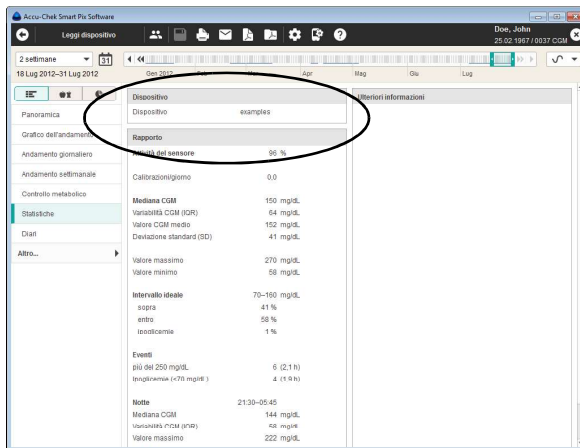 Accu-Chek Smart Pix Software
Leggi dispositivo
Doe, John
25.02.1967 / 0037 CGM
2 settimane
31
18 Lug 2012–31 Lug 2012
Gen 2012
Apr
Mag
Giu
Lug
Panoramica
Grafico dell'andamento
Andamento giornaliero
Andamento settimanale
Controllo metabolico
Statistiche
Diari
Altro...
Dispositivo
Dispositivo examples
Rapporto
Attività del sensore 96 %
Calibrazioni/giorno 0,0
Mediana CGM 150 mg/dL
Variabilità CGM (IQR) 64 mg/dL
Valore CGM medio 152 mg/dL
Deviazione standard (SD) 41 mg/dL
Valore massimo 270 mg/dL
Valore minimo 58 mg/dL
Intervallo ideale 70–160 mg/dL
sopra 41 %
entro 58 %
ipoglicemie 1 %
Eventi
più del 250 mg/dL 6 (2,1 h)
Ipoglicemie (<70 mg/dL) 4 (1,9 h)
Notte 21:30–05:45
Mediana CGM 144 mg/dL
Variabilità CGM (IQR) 58 mg/dL
Valore massimo 222 mg/dL
Ulteriori informazioni